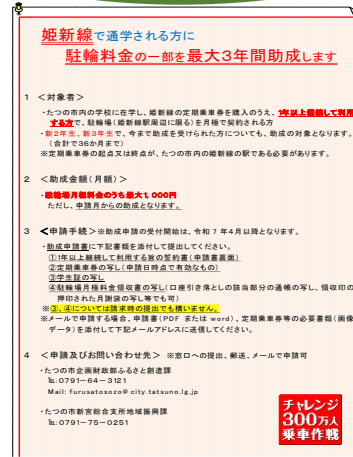 姫新線で通学される方に
駐輪料金の一部を最大3年間助成します
1 ＜対象者＞
・たつの市内の学校に在学し、姫新線の定期乗車券を購入のうえ、1年以上継続して利用
する方で、駐輪場（姫新線駅周辺に限る）を月極で契約される方
・新2年生、新3年生で、今まで助成を受けられた方についても、助成の対象となります。
（合計で36か月まで）
※定期乗車券の起点又は終点が、たつの市内の姫新線の駅である必要があります。
2 ＜助成金額（月額）＞
・駐輪場月極料金のうち最大1，000円
ただし、申請月からの助成となります。
3 ＜申請手続＞※助成申請の受付開始は、令和 7 年4月以降となります。
・助成申請書に下記書類を添付して提出してください。
①1年以上継続して利用する旨の誓約書（申請書裏面）
②定期乗車券の写し（申請日時点で有効なもの）
③学生証の写し
④駐輪場月極料金領収書の写し（口座引き落としの該当部分の通帳の写し、領収印の
押印された月謝袋の写し等でも可）
※③、④については請求時の提出でも構いません。
※メールで申請する場合、申請書（PDF または word）、定期乗車券等の必要書類（画像
データ）を添付して下記メールアドレスに送信してください。
4 ＜申請及びお問い合わせ先＞ ※窓口への提出、郵送、メールで申請可
・たつの市企画財政部ふるさと創造課
℡：0791－64－3121
Mail: furusatosozo＠city.tatsuno.lg.jp
・たつの市新宮総合支所地域振興課
℡：0791－75－0251
チャレンジ
300万人
乗車作戦